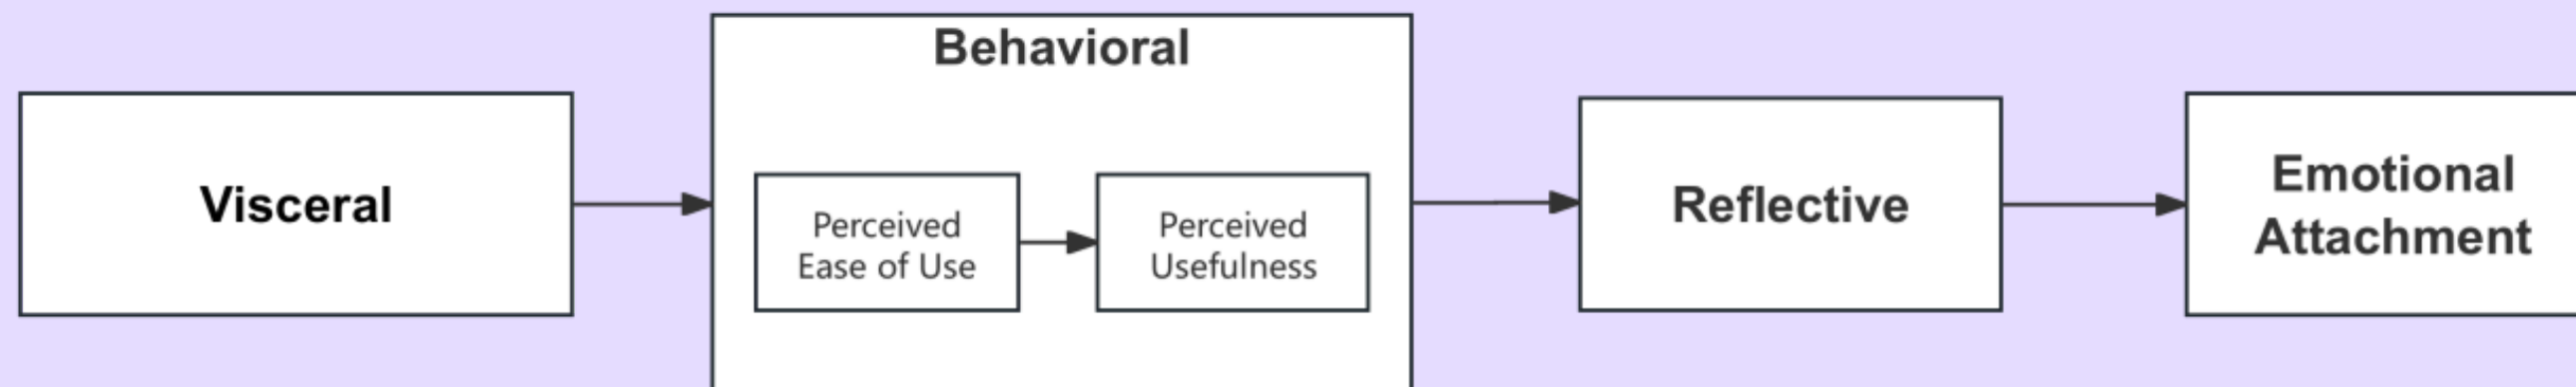 Visceral
Behavioral
Perceived
Ease of Use
Perceived
Usefulness
Reflective
Emotional
Attachment